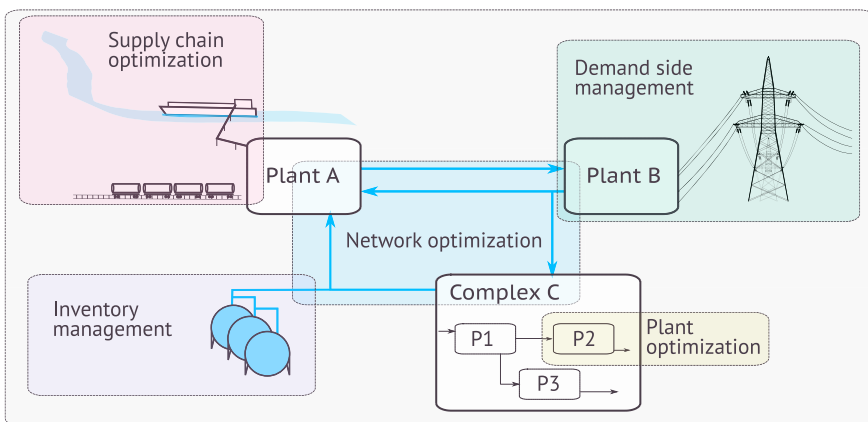 Supply chain
optimization
Demand side
management
Plant A
Plant B
Network optimization
Complex C
Inventory
management
P1
P2
Plant
optimization
P3